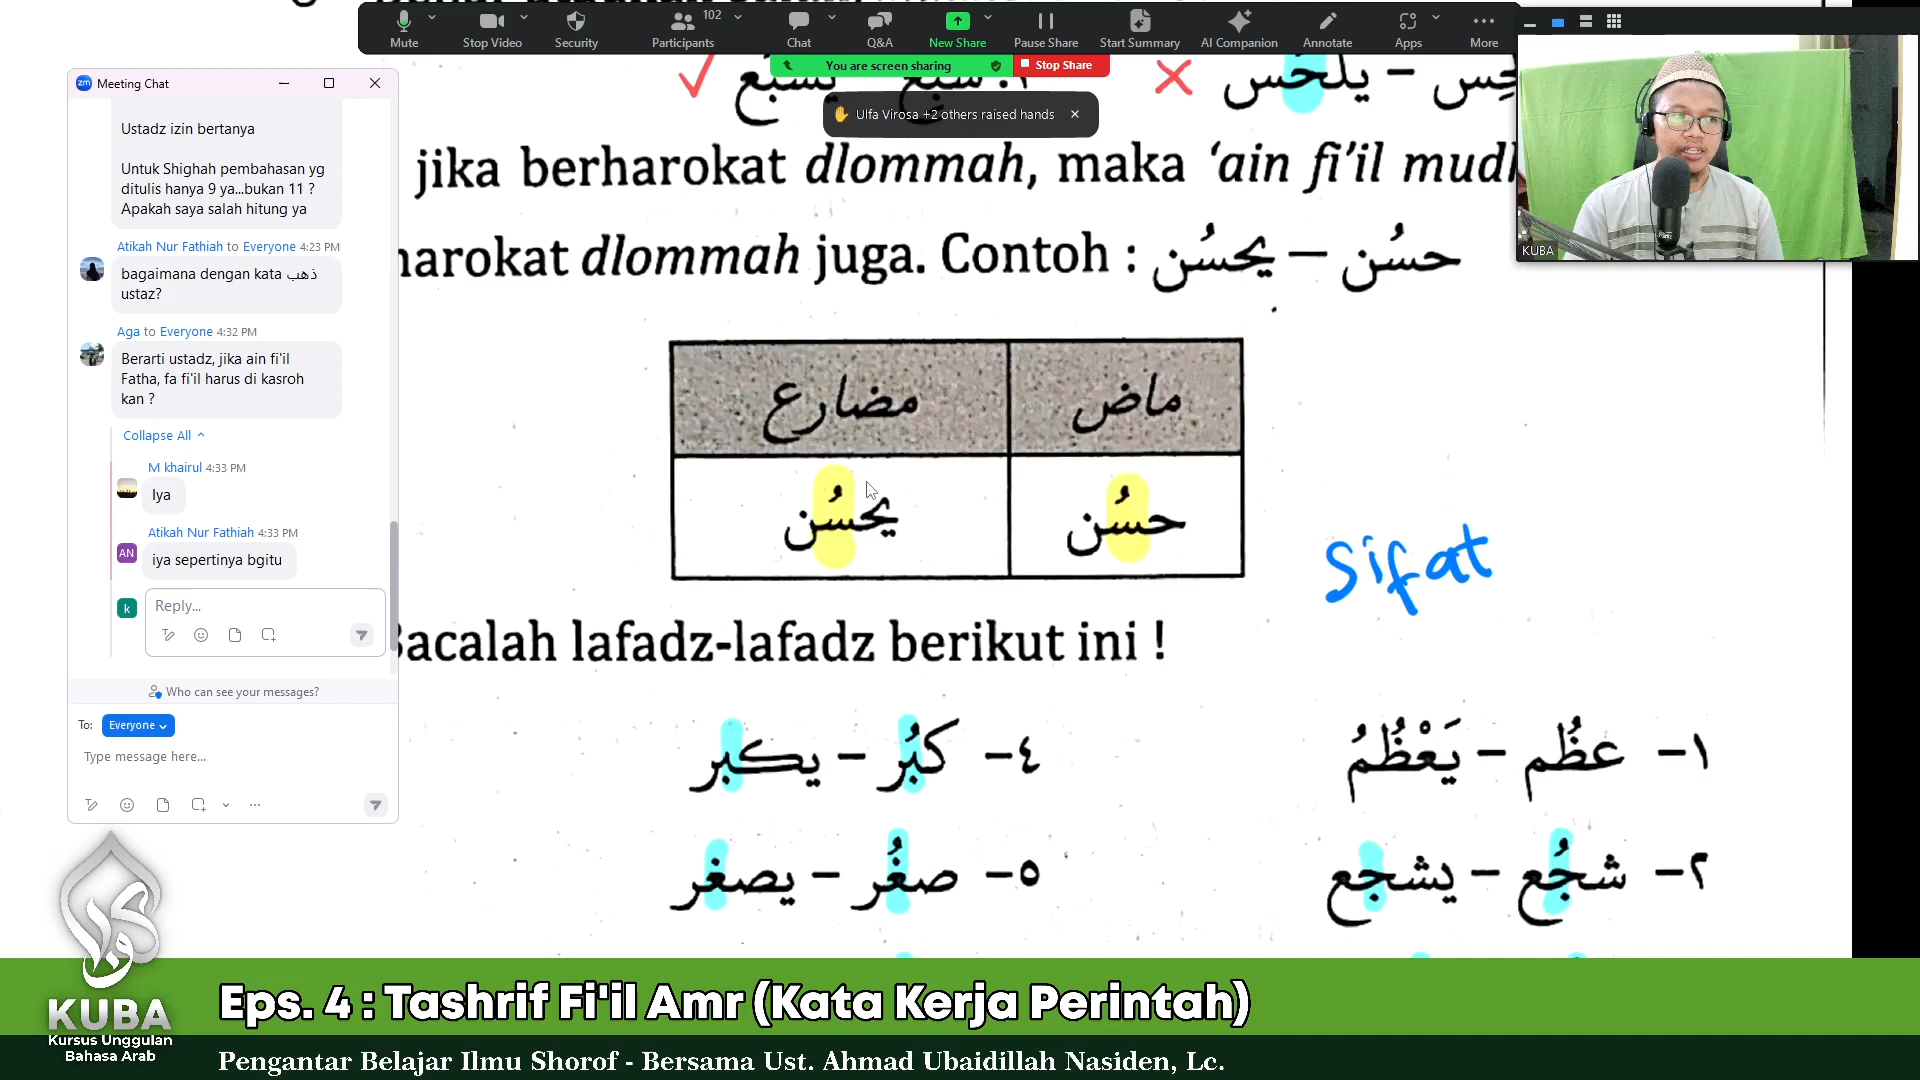 Mute
Stop Video
Security
Participants
102
Chat
Q&A
New Share
Pause Share
Start Summary
AI Companion
Annotate
Apps
More
You are screen sharing
Stop Share
Ulfa Virosa +2 others raised hands
Meeting Chat
Ustadz izin bertanya
Untuk Shighah pembahasan yg
ditulis hanya 9 ya...bukan 11 ?
Apakah saya salah hitung ya
Atikah Nur Fathiah to Everyone 4:23 PM
bagaimana dengan kata ذهب
ustaz?
Aga to Everyone 4:32 PM
Berarti ustadz, jika ain fi'il
Fatha, fa fi'il harus di kasroh
kan ?
Collapse All
M khairul 4:33 PM
Iya
Atikah Nur Fathiah 4:33 PM
AN
iya sepertinya bgitu
k
Reply...
Who can see your messages?
To: Everyone
Type message here...
KUBA
يلحَس
jika berharokat dlommah, maka ‘ain fi’il
harokat dlommah juga. Contoh : حسُن – يحسُن
ماض
مضارع
حسُن
يحسُن
Sifat
Bacalah lafadz-lafadz berikut ini !
١- عظُم – يَعْظُمُ
٤- كبُر – يكبر
٢- شجُع – يشجع
٥- صغُر – يصغر
KUBA
Kursus Unggulan
Bahasa Arab
Eps. 4 : Tashrif Fi'il Amr (Kata Kerja Perintah)
Pengantar Belajar Ilmu Shorof - Bersama Ust. Ahmad Ubaidillah Nasiden, Lc.